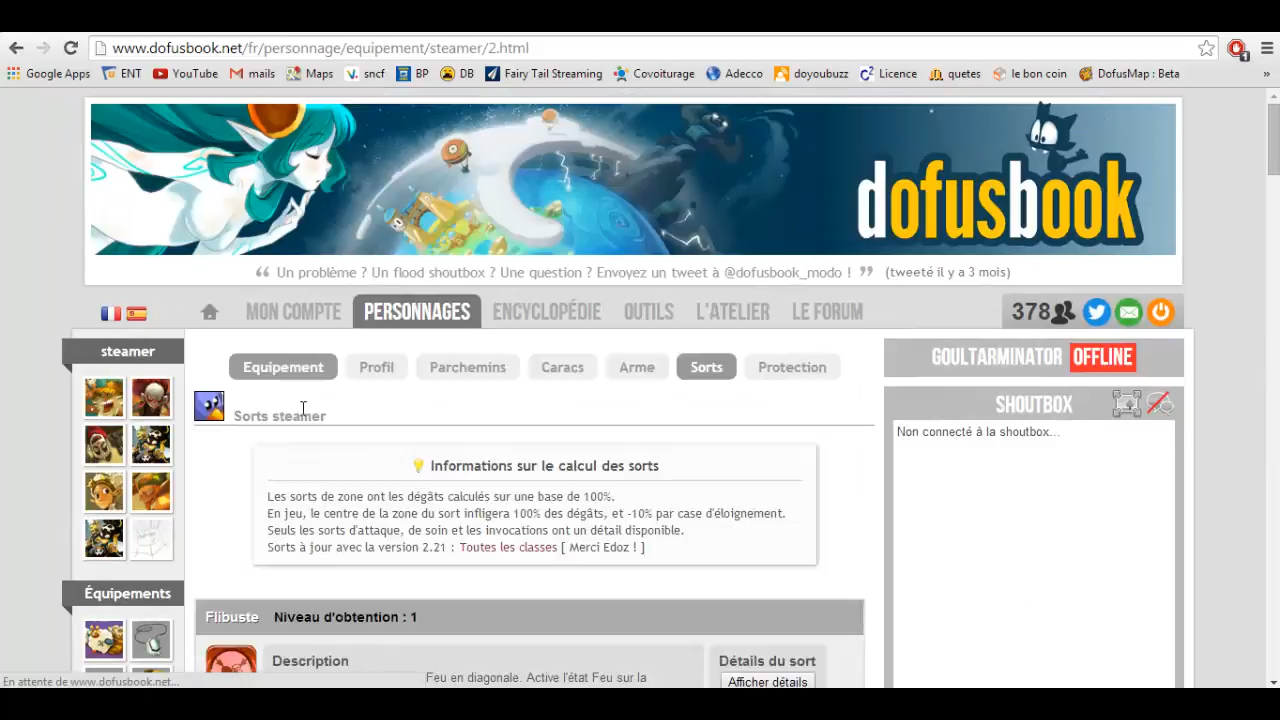 www.dofusbook.net/fr/personnage/equipement/steamer/2.html
Google Apps ENT YouTube mails Maps sncf BP DB Fairy Tail Streaming Covoiturage Adecco doyoubuzz Licence quetes le bon coin DofusMap : Beta »
dofusbook
“ Un problème ? Un flood shoutbox ? Une question ? Envoyez un tweet à @dofusbook_modo ! ” (tweeté il y a 3 mois)
MON COMPTE PERSONNAGES ENCYCLOPÉDIE OUTILS L'ATELIER LE FORUM 378
steamer
Equipement Profil Parchemins Caracs Arme Sorts Protection
GOULTARMINATOR OFFLINE
Sorts steamer
SHOUTBOX
Non connecté à la shoutbox...
Informations sur le calcul des sorts
Les sorts de zone ont les dégâts calculés sur une base de 100%.
En jeu, le centre de la zone du sort infligera 100% des dégâts, et -10% par case d'éloignement.
Seuls les sorts d'attaque, de soin et les invocations ont un détail disponible.
Sorts à jour avec la version 2.21 : Toutes les classes [ Merci Edoz ! ]
Équipements
Flibuste Niveau d'obtention : 1
Description
Détails du sort
Feu en diagonale. Active l'état Feu sur la
Afficher détails
En attente de www.dofusbook.net...